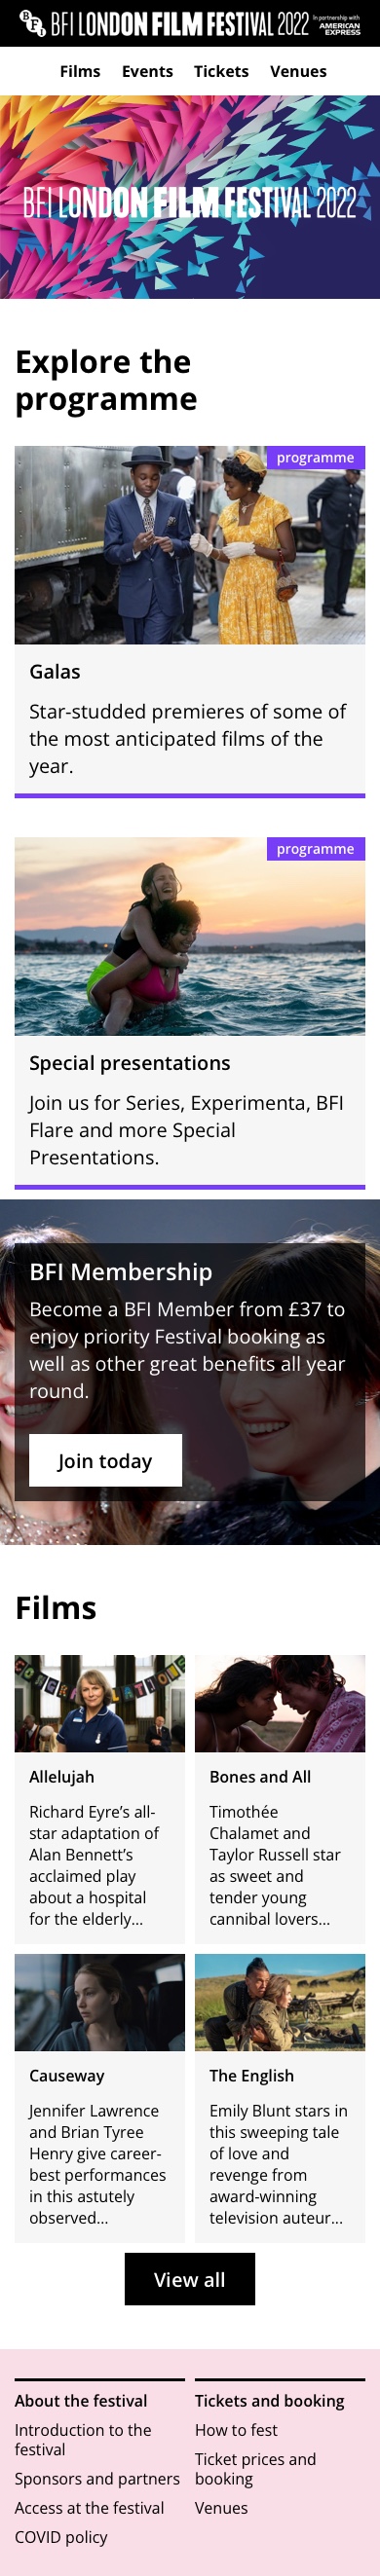 BFI LONDON FILM FESTIVAL 2022 In partnership with
AMERICAN
EXPRESS
Films Events Tickets Venues
BFI LONDON FILM FESTIVAL 2022
Explore the
programme
programme
Galas
Star-studded premieres of some of
the most anticipated films of the
year.
programme
Special presentations
Join us for Series, Experimenta, BFI
Flare and more Special
Presentations.
BFI Membership
Become a BFI Member from £37 to
enjoy priority Festival booking as
well as other great benefits all year
round.
Join today
Films
CONGRATULATIONS
Allelujah
Richard Eyre’s all-
star adaptation of
Alan Bennett’s
acclaimed play
about a hospital
for the elderly...
Bones and All
Timothée
Chalamet and
Taylor Russell star
as sweet and
tender young
cannibal lovers...
Causeway
Jennifer Lawrence
and Brian Tyree
Henry give career-
best performances
in this astutely
observed...
The English
Emily Blunt stars in
this sweeping tale
of love and
revenge from
award-winning
television auteur...
View all
About the festival
Introduction to the
festival
Sponsors and partners
Access at the festival
COVID policy
Tickets and booking
How to fest
Ticket prices and
booking
Venues